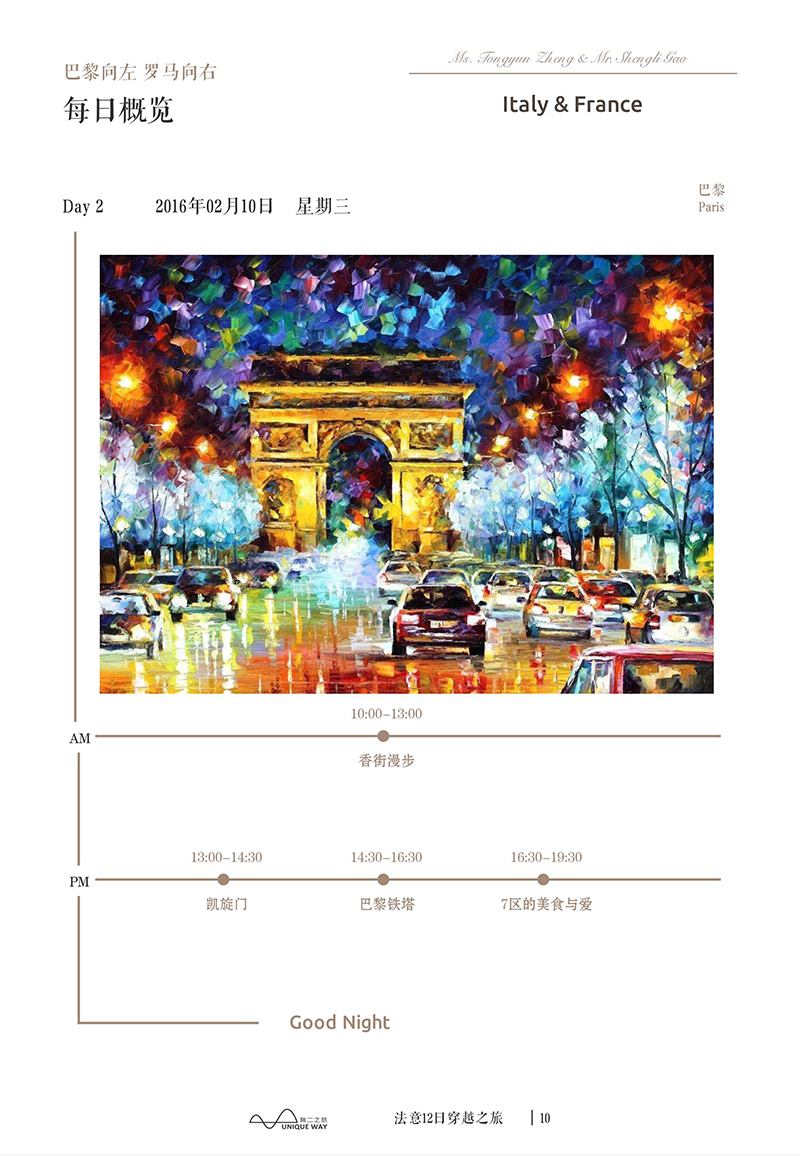 巴黎向左 罗马向右
每日概览
Ms. Tongyun Zheng & Mr. Shengli Gao
Italy & France
Day 2 2016年02月10日 星期三
巴黎
Paris
10:00-13:00
AM
香街漫步
13:00-14:30 14:30-16:30 16:30-19:30
PM
凯旋门 巴黎铁塔 7区的美食与爱
Good Night
无二之旅
UNIQUE WAY
法意12日穿越之旅 | 10